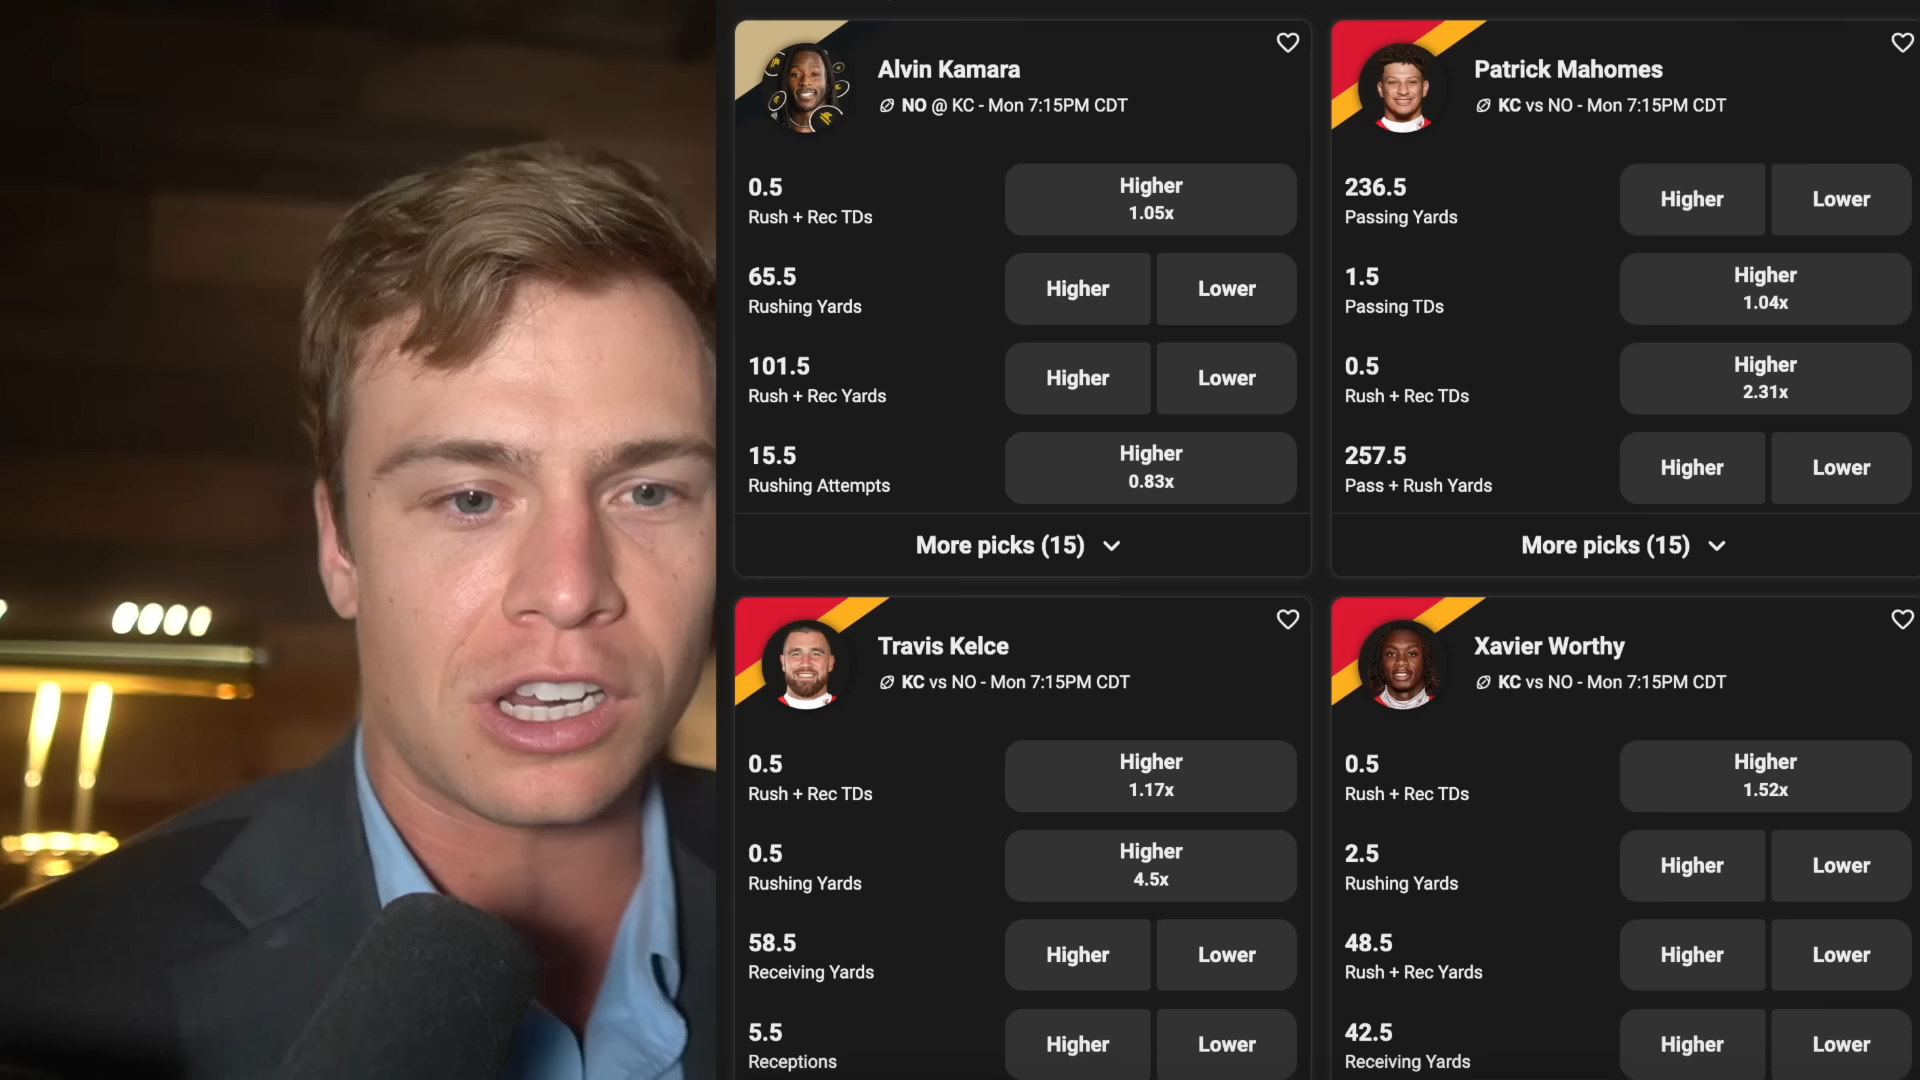 Alvin Kamara
NO @ KC - Mon 7:15PM CDT
0.5
Rush + Rec TDs
Higher
1.05x
65.5
Rushing Yards
Higher
Lower
101.5
Rush + Rec Yards
Higher
Lower
15.5
Rushing Attempts
Higher
0.83x
More picks (15)
Patrick Mahomes
KC vs NO - Mon 7:15PM CDT
236.5
Passing Yards
Higher
Lower
1.5
Passing TDs
Higher
1.04x
0.5
Rush + Rec TDs
Higher
2.31x
257.5
Pass + Rush Yards
Higher
Lower
More picks (15)
Travis Kelce
KC vs NO - Mon 7:15PM CDT
0.5
Rush + Rec TDs
Higher
1.17x
0.5
Rushing Yards
Higher
4.5x
58.5
Receiving Yards
Higher
Lower
5.5
Receptions
Higher
Lower
Xavier Worthy
KC vs NO - Mon 7:15PM CDT
0.5
Rush + Rec TDs
Higher
1.52x
2.5
Rushing Yards
Higher
Lower
48.5
Rush + Rec Yards
Higher
Lower
42.5
Receiving Yards
Higher
Lower